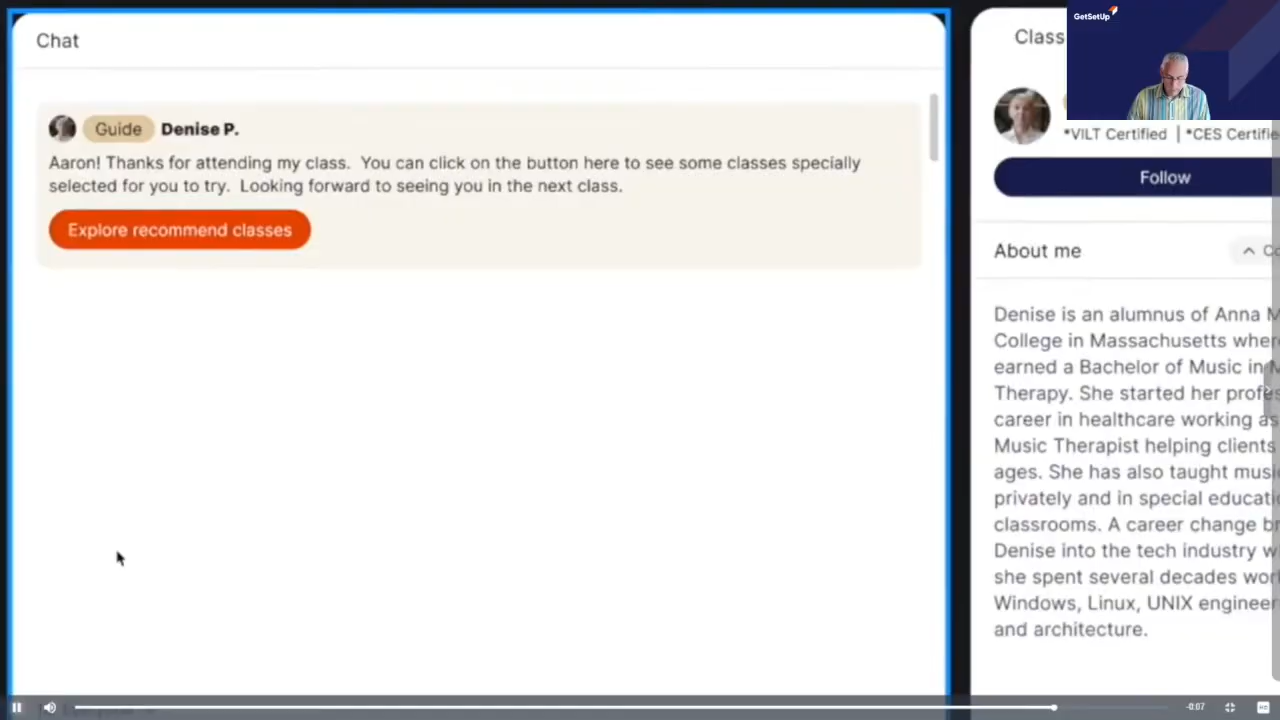 Chat
Guide Denise P.
Aaron! Thanks for attending my class. You can click on the button here to see some classes specially
selected for you to try. Looking forward to seeing you in the next class.
Explore recommend classes
Class
GetSetUp
*VILT Certified | *CES Certifie
Follow
About me
Co
Denise is an alumnus of Anna M
College in Massachusetts wher
earned a Bachelor of Music in M
Therapy. She started her profes
career in healthcare working as
Music Therapist helping clients
ages. She has also taught musi
privately and in special educati
classrooms. A career change br
Denise into the tech industry w
she spent several decades wor
Windows, Linux, UNIX engineer
and architecture.
-0:07
HD